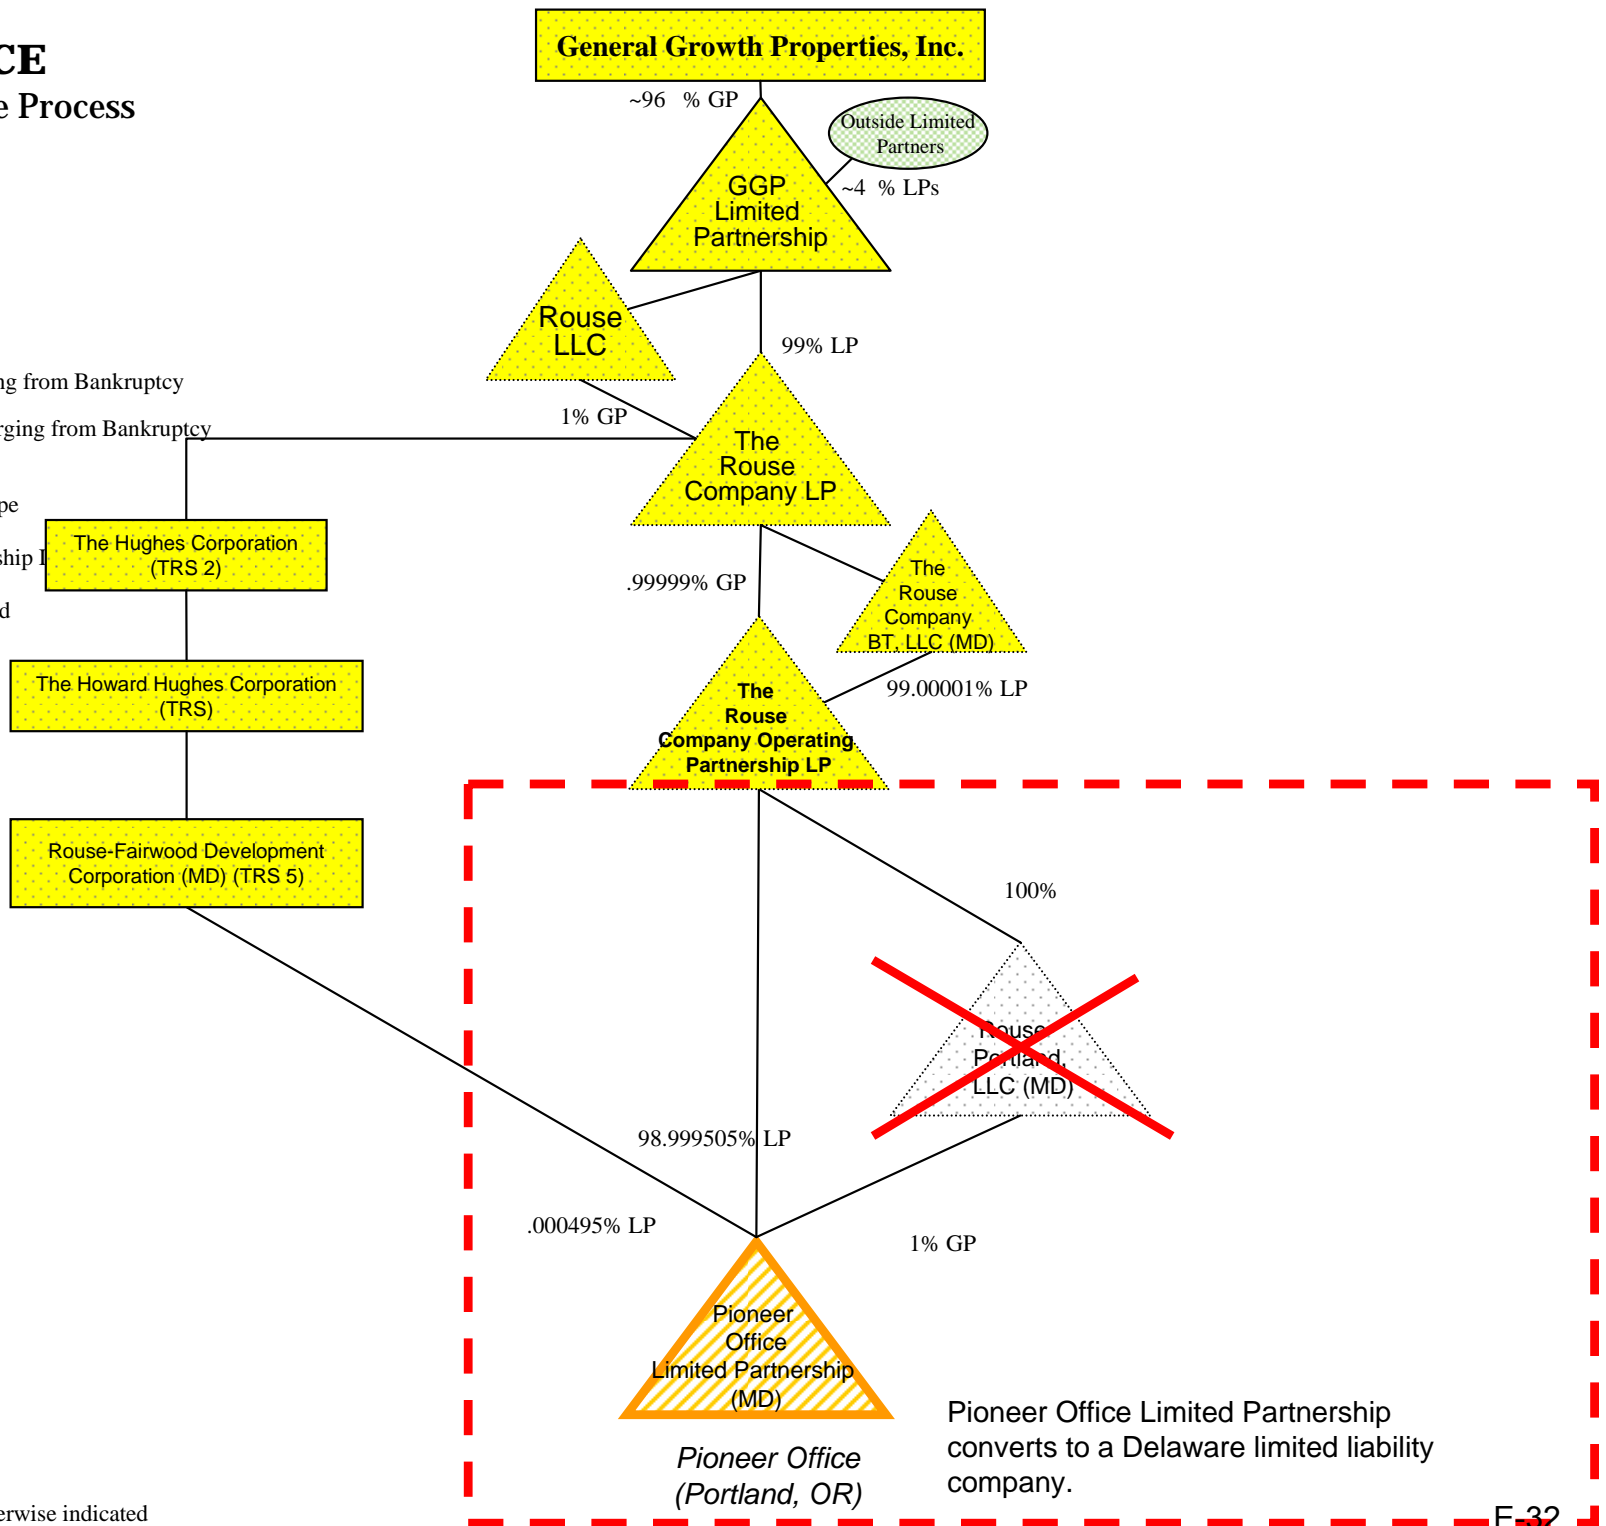 General Growth Properties, Inc.
CE
e Process
~96 % GP
Outside Limited
Partners
~4 % LPs
GGP
Limited
Partnership
Rouse
LLC
99% LP
ng from Bankruptcy
1% GP
rging from Bankruptcy
The
Rouse
Company LP
pe
The Hughes Corporation
(TRS 2)
ship I
.99999% GP
The
Rouse
Company
BT, LLC (MD)
d
The Howard Hughes Corporation
(TRS)
99.00001% LP
The
Rouse
Company Operating
Partnership LP
Rouse-Fairwood Development
Corporation (MD) (TRS 5)
100%
Rouse-
Portland,
LLC (MD)
98.999505% LP
.000495% LP
1% GP
Pioneer
Office
Limited Partnership
(MD)
Pioneer Office
(Portland, OR)
Pioneer Office Limited Partnership
converts to a Delaware limited liability
company.
erwise indicated
E-32